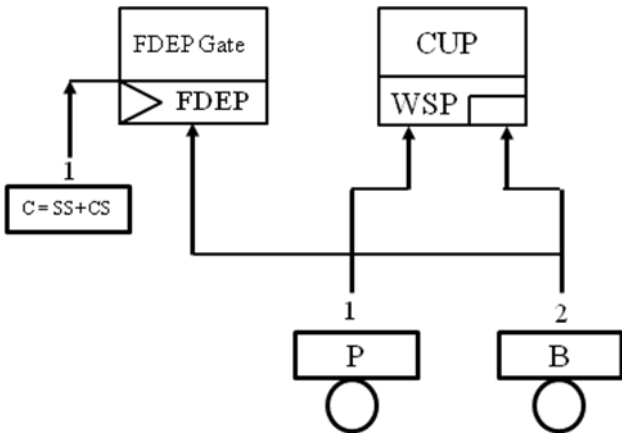 FDEP Gate
FDEP
CUP
WSP
1
C = SS+CS
1
2
P
B